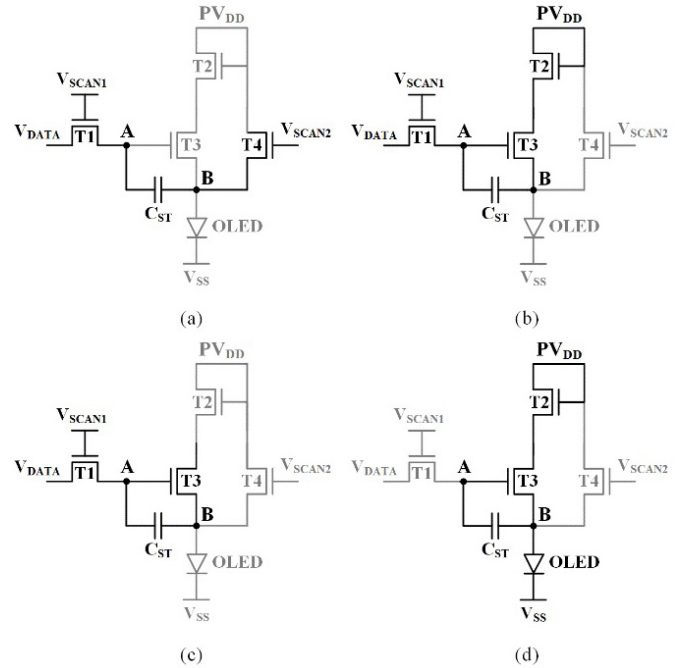 PVDD PVDD
T2 T2
VSCAN1 VSCAN1
VDATA T1 A T3 T4 VSCAN2 VDATA T1 A T3 T4 VSCAN2
B B
CST CST
OLED OLED
VSS VSS
(a) (b)
PVDD PVDD
T2 T2
VSCAN1 VSCAN1
VDATA T1 A T3 T4 VSCAN2 VDATA T1 A T3 T4 VSCAN2
B B
CST CST
OLED OLED
VSS VSS
(c) (d)